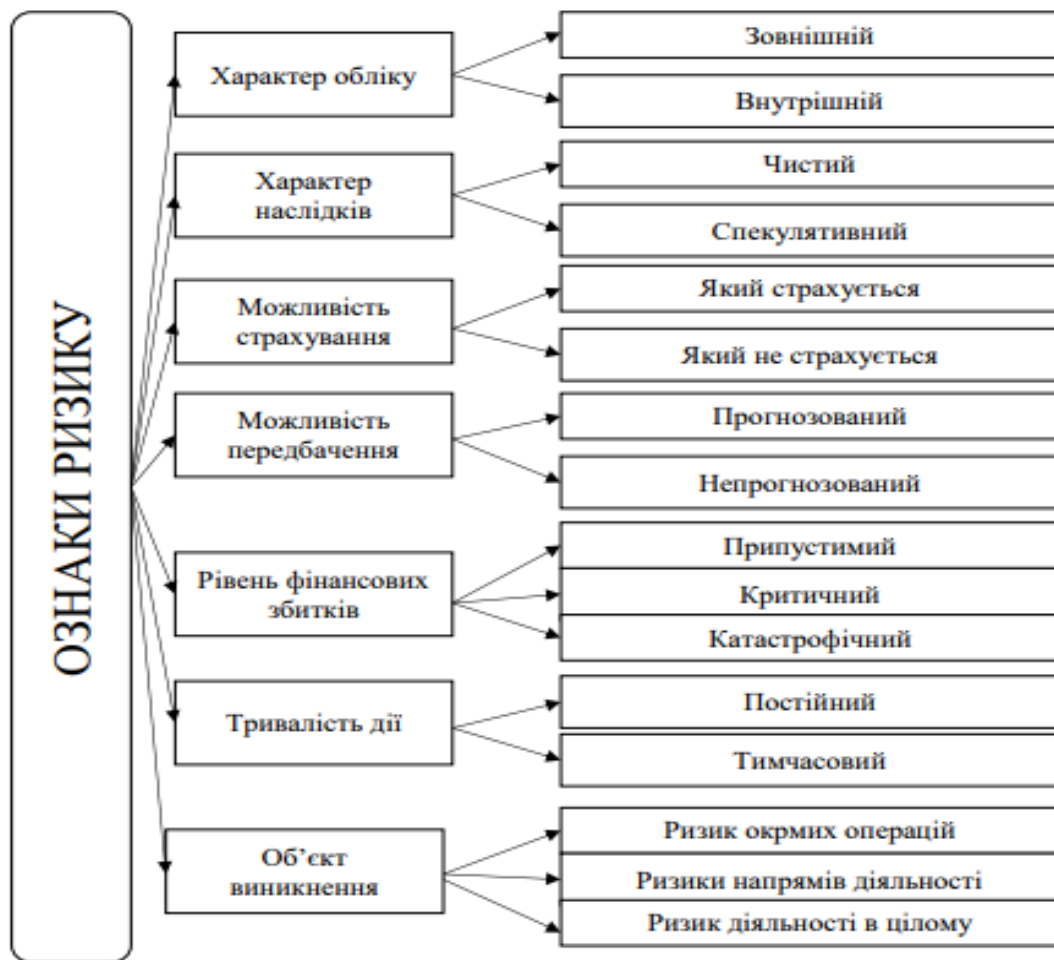 ОЗНАКИ РИЗИКУ
Характер обліку
Зовнішній
Внутрішній
Характер
наслідків
Чистий
Спекулятивний
Можливість
страхування
Який страхується
Який не страхується
Можливість
передбачення
Прогнозований
Непрогнозований
Рівень фінансових
збитків
Припустимий
Критичний
Катастрофічний
Тривалість дії
Постійний
Тимчасовий
Об’єкт
виникнення
Ризик окрмих операцій
Ризики напрямів діяльності
Ризик діяльності в цілому